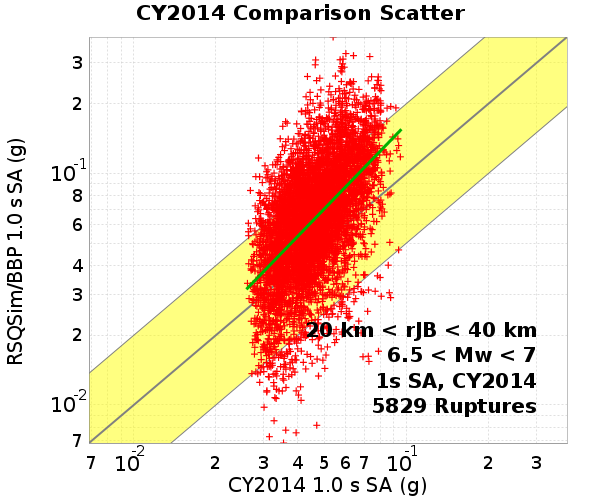 CY2014 Comparison Scatter
RSQSim/BBP 1.0 s SA (g)
3
2
10-1
8
6
4
3
2
10-2
7
20 km < rJB < 40 km
6.5 < Mw < 7
1s SA, CY2014
5829 Ruptures
7 10-2 2 3 4 5 6 7 10-1 2 3
CY2014 1.0 s SA (g)